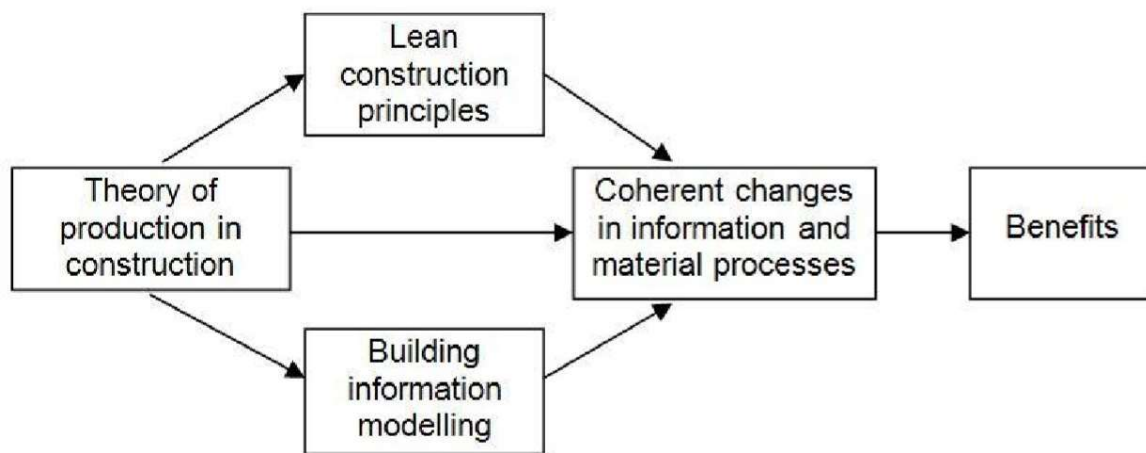 Lean
construction
principles
Theory of
production in
construction
Coherent changes
in information and
material processes
Benefits
Building
information
modelling